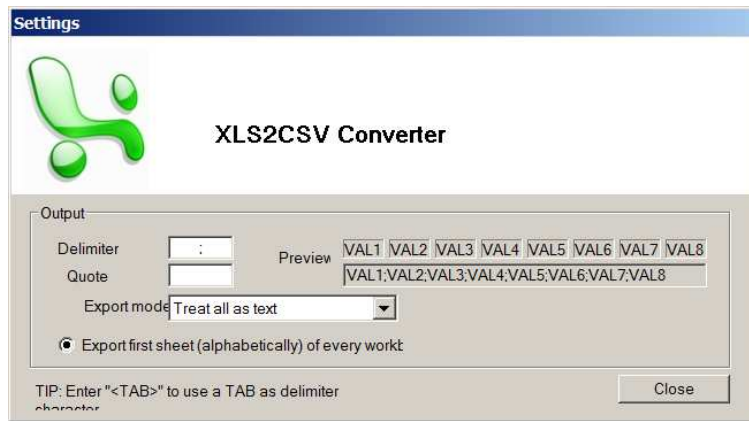 Settings
XLS2CSV Converter
Output
Delimiter ; Preview VAL1 VAL2 VAL3 VAL4 VAL5 VAL6 VAL7 VAL8
Quote VAL1;VAL2;VAL3;VAL4;VAL5;VAL6;VAL7;VAL8
Export mode Treat all as text
Export first sheet (alphabetically) of every workb
TIP: Enter "<TAB>" to use a TAB as delimiter
character
Close